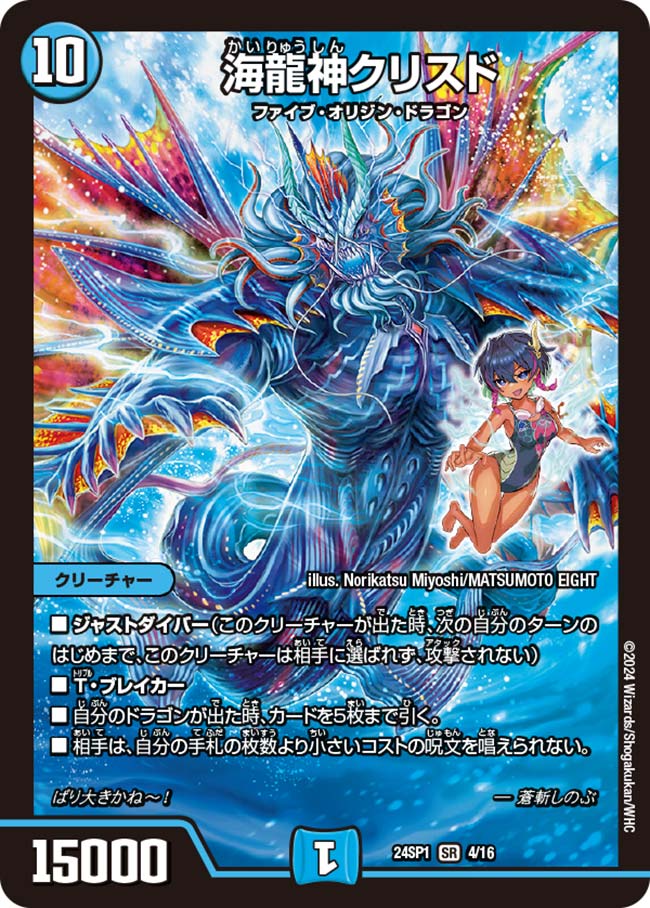 10
かいりゅうしん
海龍神クリスド
ファイブ・オリジン・ドラゴン
クリーチャー
illus. Norikatsu Miyoshi/MATSUMOTO EIGHT
■ ジャストダイバー(このクリーチャーが出た時、次の自分のターンの
はじめまで、このクリーチャーは相手に選ばれず、攻撃されない)
■ T・ブレイカー
■ 自分のドラゴンが出た時、カードを5枚まで引く。
■ 相手は、自分の手札の枚数より小さいコストの呪文を唱えられない。
ばり大きかね〜! — 蒼斬しのぶ
15000
24SP1 SR 4/16
©2024 Wizards/Shogakukan/WHC